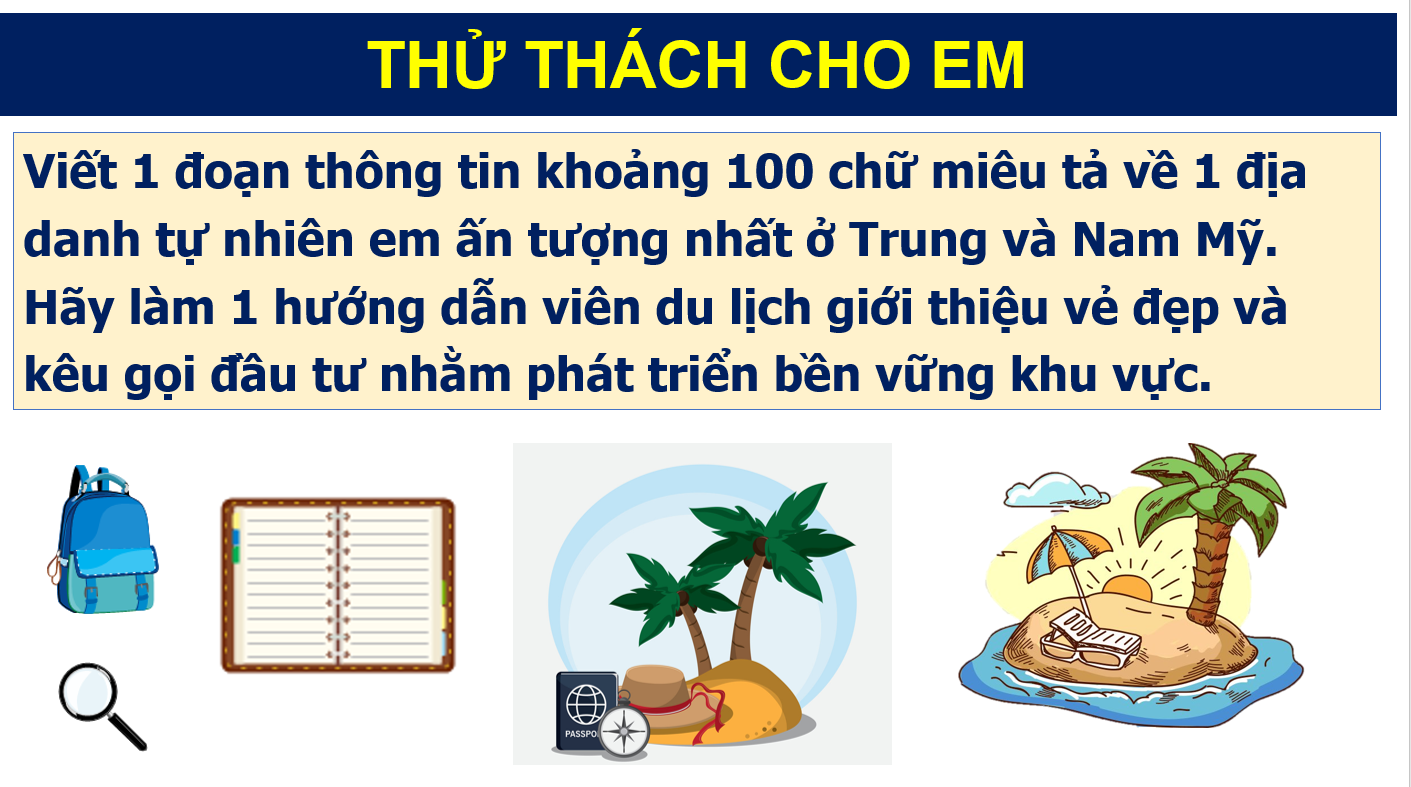 THỬ THÁCH CHO EM
Viết 1 đoạn thông tin khoảng 100 chữ miêu tả về 1 địa
danh tự nhiên em ấn tượng nhất ở Trung và Nam Mỹ.
Hãy làm 1 hướng dẫn viên du lịch giới thiệu vẻ đẹp và
kêu gọi đầu tư nhằm phát triển bền vững khu vực.